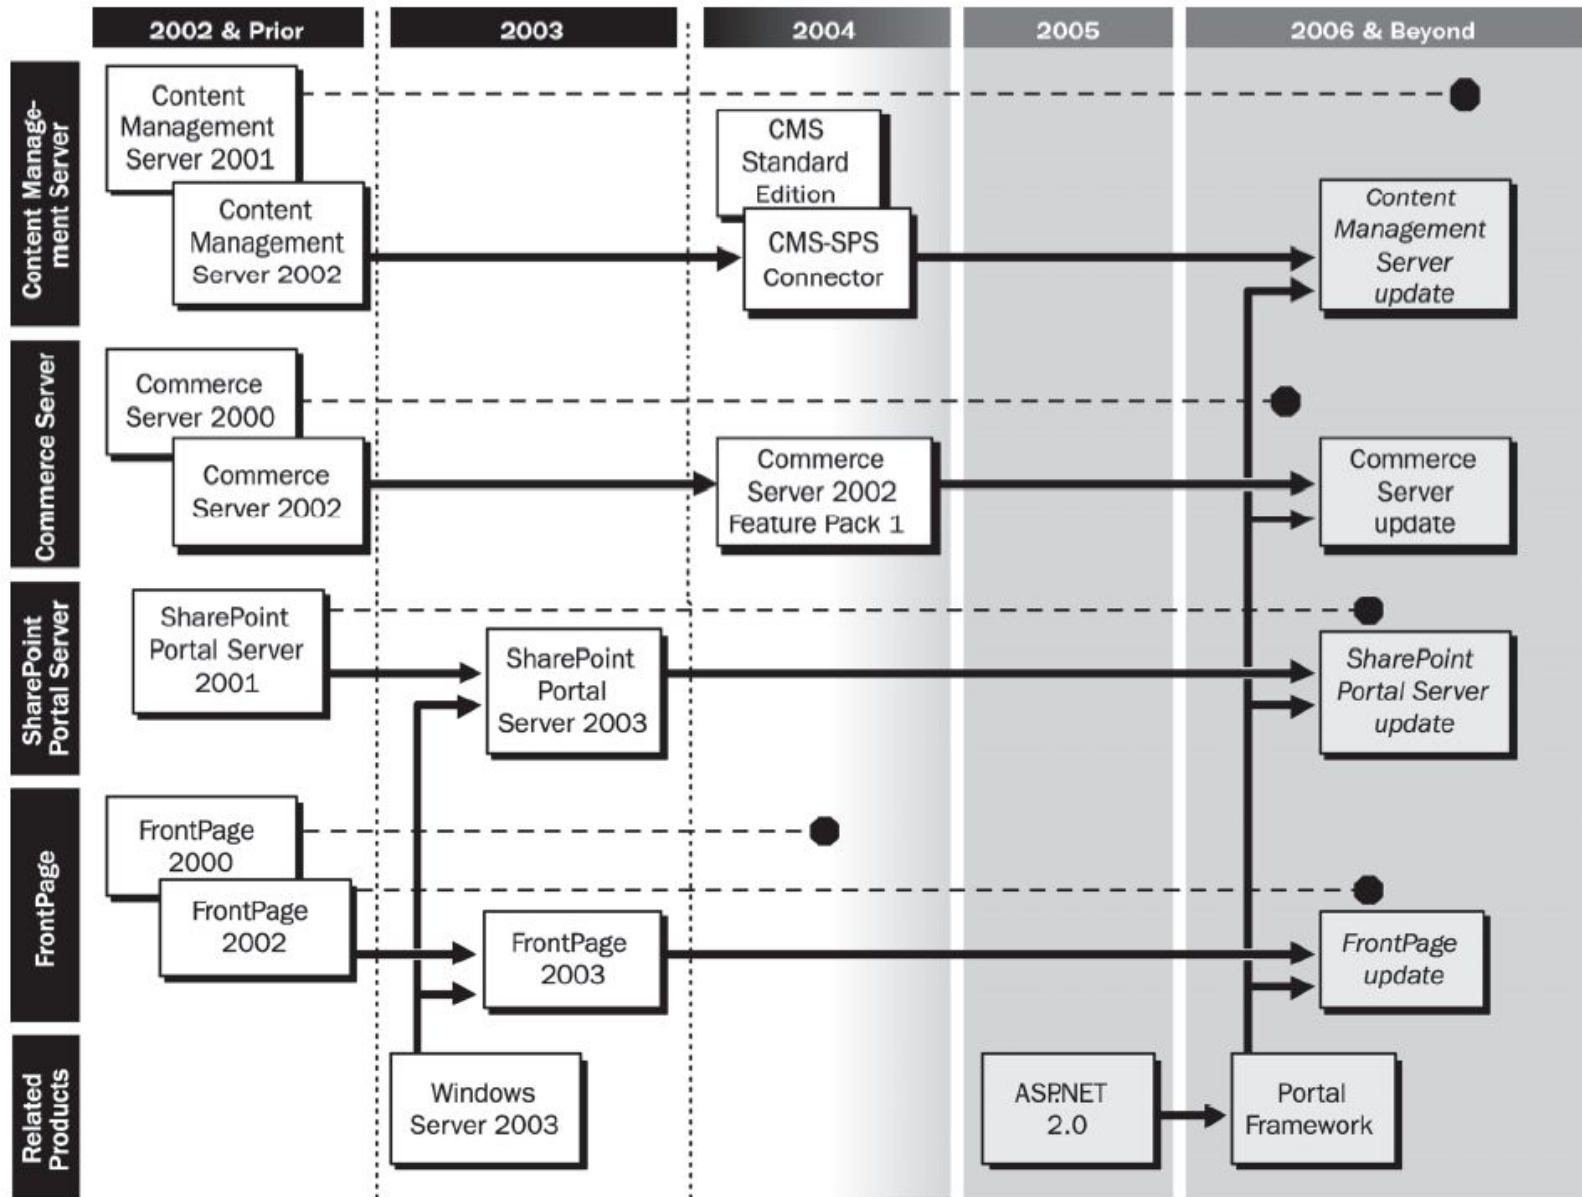 2002 & Prior
2003
2004
2005
2006 & Beyond
Content Manage-
ment Server
Content
Management
Server 2001
Content
Management
Server 2002
CMS
Standard
Edition
CMS-SPS
Connector
Content
Management
Server
update
Commerce Server
Commerce
Server 2000
Commerce
Server 2002
Commerce
Server 2002
Feature Pack 1
Commerce
Server
update
SharePoint
Portal Server
SharePoint
Portal Server
2001
SharePoint
Portal
Server 2003
SharePoint
Portal Server
update
FrontPage
FrontPage
2000
FrontPage
2002
FrontPage
2003
FrontPage
update
Related
Products
Windows
Server 2003
ASP.NET
2.0
Portal
Framework